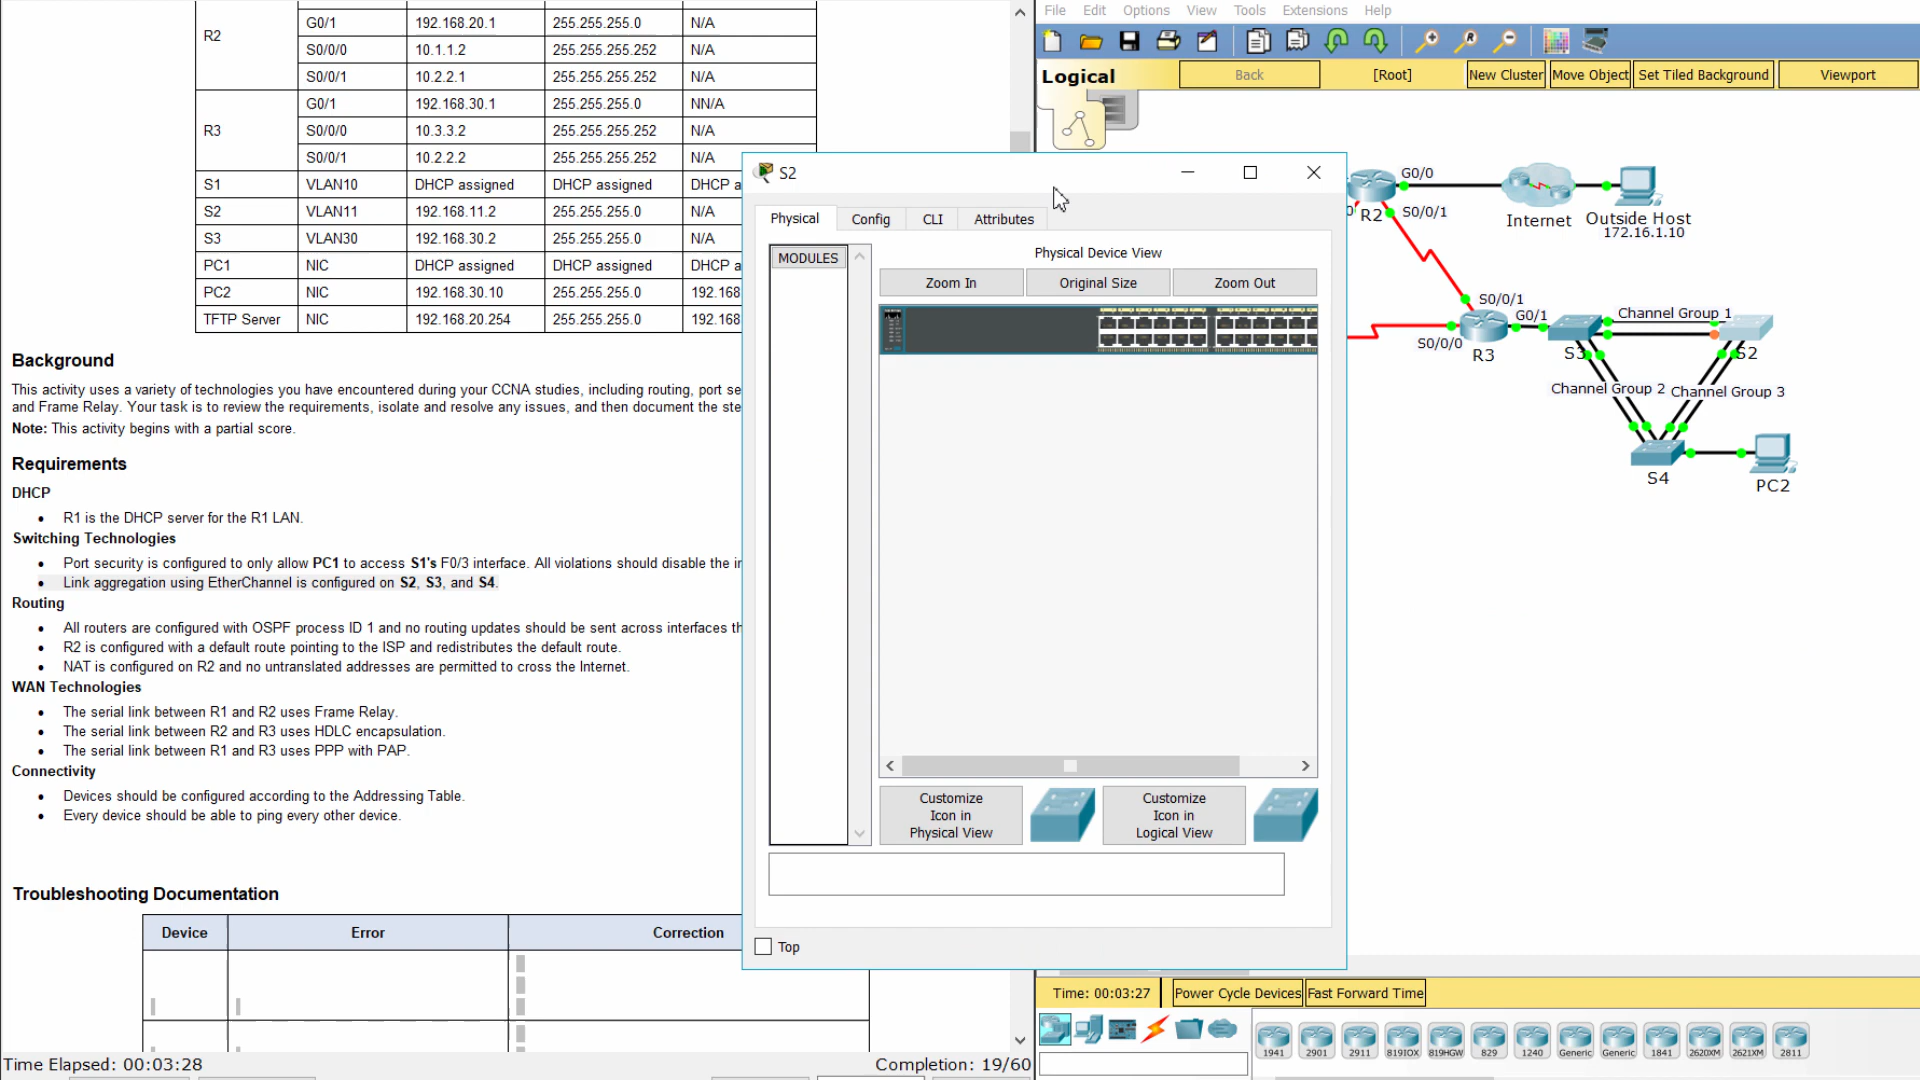 R2
G0/1 192.168.20.1 255.255.255.0 N/A
S0/0/0 10.1.1.2 255.255.255.252 N/A
S0/0/1 10.2.2.1 255.255.255.252 N/A
R3
G0/1 192.168.30.1 255.255.255.0 NN/A
S0/0/0 10.3.3.2 255.255.255.252 N/A
S0/0/1 10.2.2.2 255.255.255.252 N/A
S1 VLAN10 DHCP assigned DHCP assigned DHCP a
S2 VLAN11 192.168.11.2 255.255.255.0 N/A
S3 VLAN30 192.168.30.2 255.255.255.0 N/A
PC1 NIC DHCP assigned DHCP assigned DHCP a
PC2 NIC 192.168.30.10 255.255.255.0 192.168
TFTP Server NIC 192.168.20.254 255.255.255.0 192.168
Background
This activity uses a variety of technologies you have encountered during your CCNA studies, including routing, port se
and Frame Relay. Your task is to review the requirements, isolate and resolve any issues, and then document the ste
Note: This activity begins with a partial score.
Requirements
DHCP
• R1 is the DHCP server for the R1 LAN.
Switching Technologies
• Port security is configured to only allow PC1 to access S1's F0/3 interface. All violations should disable the in
• Link aggregation using EtherChannel is configured on S2, S3, and S4.
Routing
• All routers are configured with OSPF process ID 1 and no routing updates should be sent across interfaces th
• R2 is configured with a default route pointing to the ISP and redistributes the default route.
• NAT is configured on R2 and no untranslated addresses are permitted to cross the Internet.
WAN Technologies
• The serial link between R1 and R2 uses Frame Relay.
• The serial link between R2 and R3 uses HDLC encapsulation.
• The serial link between R1 and R3 uses PPP with PAP.
Connectivity
• Devices should be configured according to the Addressing Table.
• Every device should be able to ping every other device.
Troubleshooting Documentation
Device Error Correction
Time Elapsed: 00:03:28
Completion: 19/60
File Edit Options View Tools Extensions Help
Logical
Back
[Root]
New Cluster
Move Object
Set Tiled Background
Viewport
S2
Physical Config CLI Attributes
MODULES
Physical Device View
Zoom In
Original Size
Zoom Out
Customize
Icon in
Physical View
Customize
Icon in
Logical View
Top
G0/0
0
R2
S0/0/1
Internet
Outside Host
172.16.1.10
S0/0/1
G0/1
S0/0/0
R3
Channel Group 1
S3
S2
Channel Group 2
Channel Group 3
S4
PC2
Time: 00:03:27
Power Cycle Devices
Fast Forward Time
1941 2901 2911 819IOX 819HGW 829 1240 Generic Generic 1841 2620XM 2621XM 2811